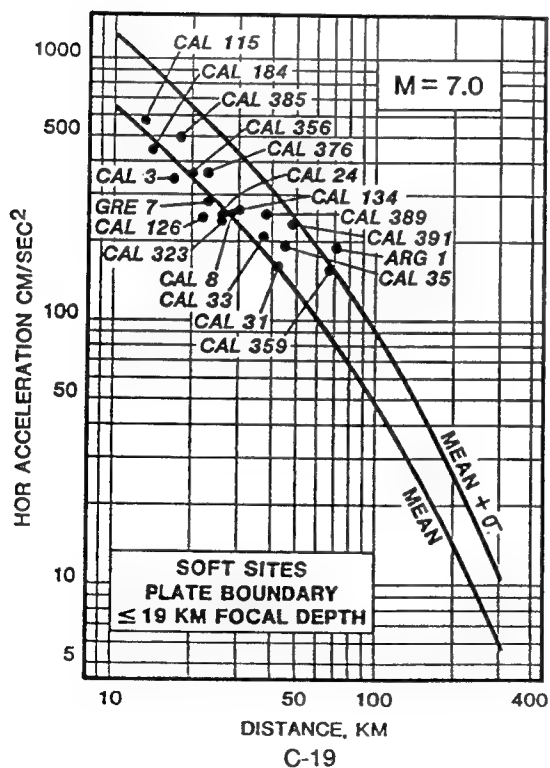 1000
CAL 115
CAL 184
M = 7.0
CAL 385
500
CAL 356
CAL 376
CAL 3
CAL 24
CAL 134
GRE 7
CAL 389
CAL 126
CAL 391
CAL 323
ARG 1
CAL 8
CAL 35
CAL 33
CAL 31
100
CAL 359
50
HOR ACCELERATION CM/SEC²
MEAN + σ
MEAN
SOFT SITES
PLATE BOUNDARY
≤ 19 KM FOCAL DEPTH
10
5
10 50 100 400
DISTANCE, KM
C-19